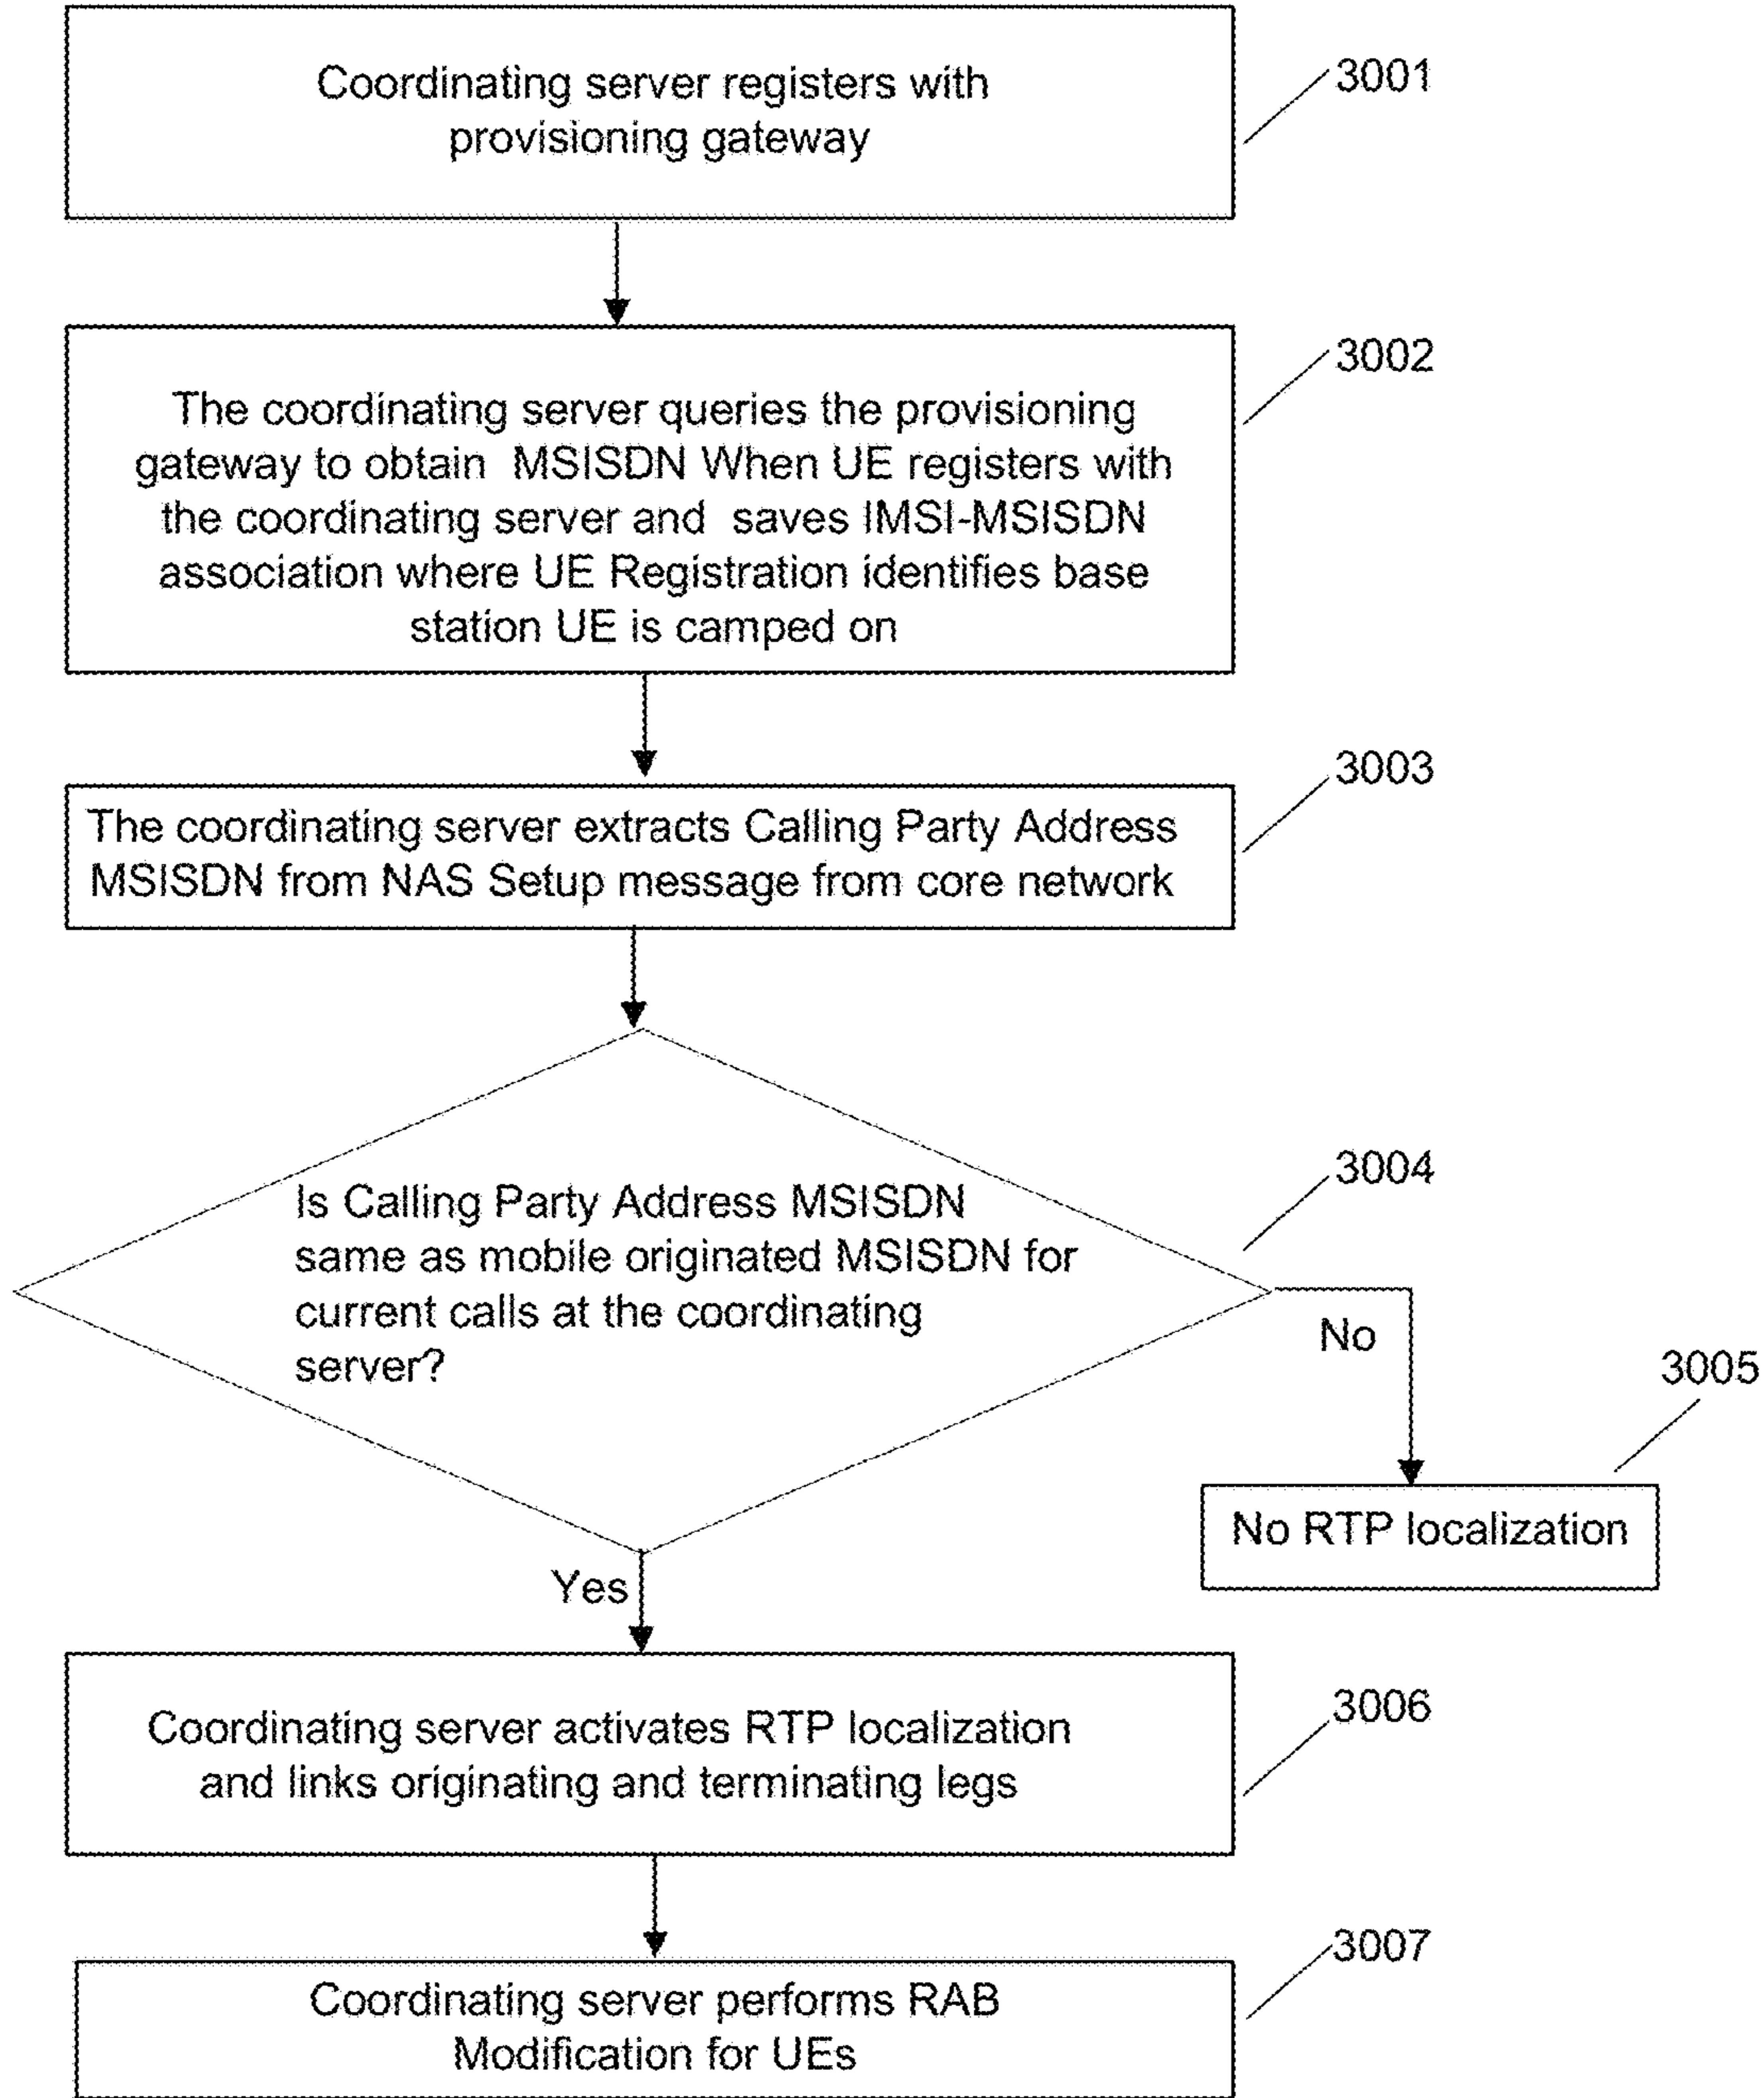 Coordinating server registers with
provisioning gateway
3001
The coordinating server queries the provisioning
gateway to obtain MSISDN When UE registers with
the coordinating server and saves IMSI-MSISDN
association where UE Registration identifies base
station UE is camped on
3002
The coordinating server extracts Calling Party Address
MSISDN from NAS Setup message from core network
3003
Is Calling Party Address MSISDN
same as mobile originated MSISDN for
current calls at the coordinating
server?
3004
No
3005
No RTP localization
Yes
Coordinating server activates RTP localization
and links originating and terminating legs
3006
Coordinating server performs RAB
Modification for UEs
3007